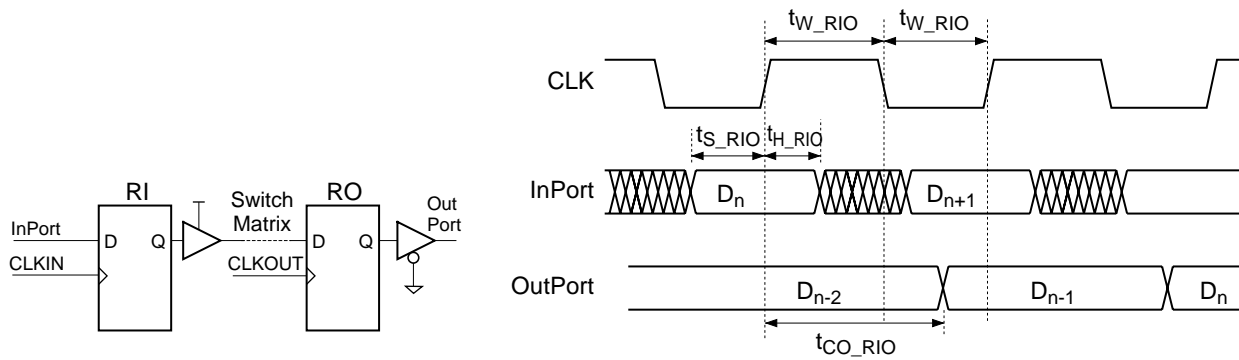 RI
RO
InPort
D
Q
Switch
Matrix
D
Q
Out
Port
CLKIN
CLKOUT
tW_RIO
tW_RIO
CLK
tS_RIO
tH_RIO
InPort
Dn
Dn+1
OutPort
Dn-2
Dn-1
Dn
tCO_RIO